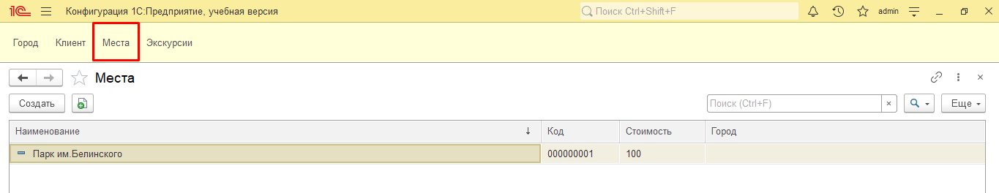 1С Конфигурация 1С:Предприятие, учебная версия Поиск Ctrl+Shift+F admin
Город Клиент Места Экскурсии
Места
Создать Поиск (Ctrl+F) × Еще
Наименование ↓ Код Стоимость Город
Парк им.Белинского 000000001 100